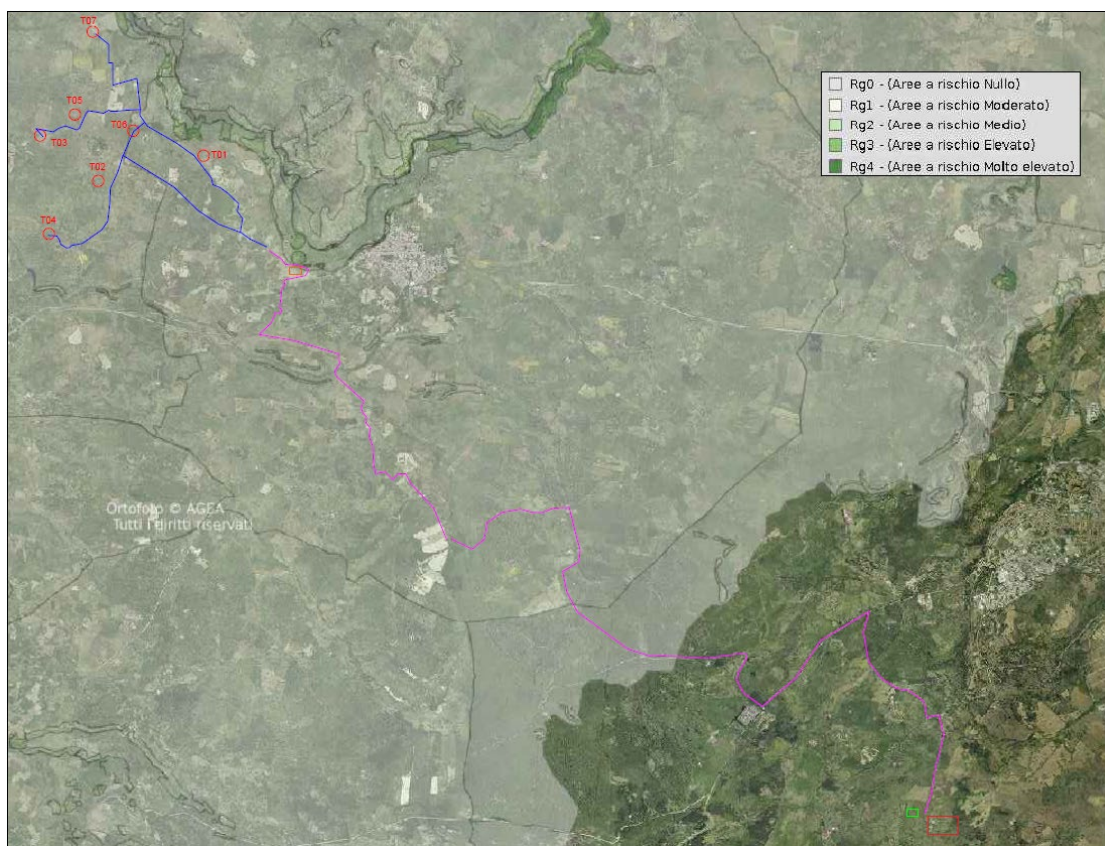 T07
T05
T06
T03
T01
T02
T04
Rg0 - (Aree a rischio Nullo)
Rg1 - (Aree a rischio Moderato)
Rg2 - (Aree a rischio Medio)
Rg3 - (Aree a rischio Elevato)
Rg4 - (Aree a rischio Molto elevato)
Ortofoto © AGEA
Tutti i diritti riservati